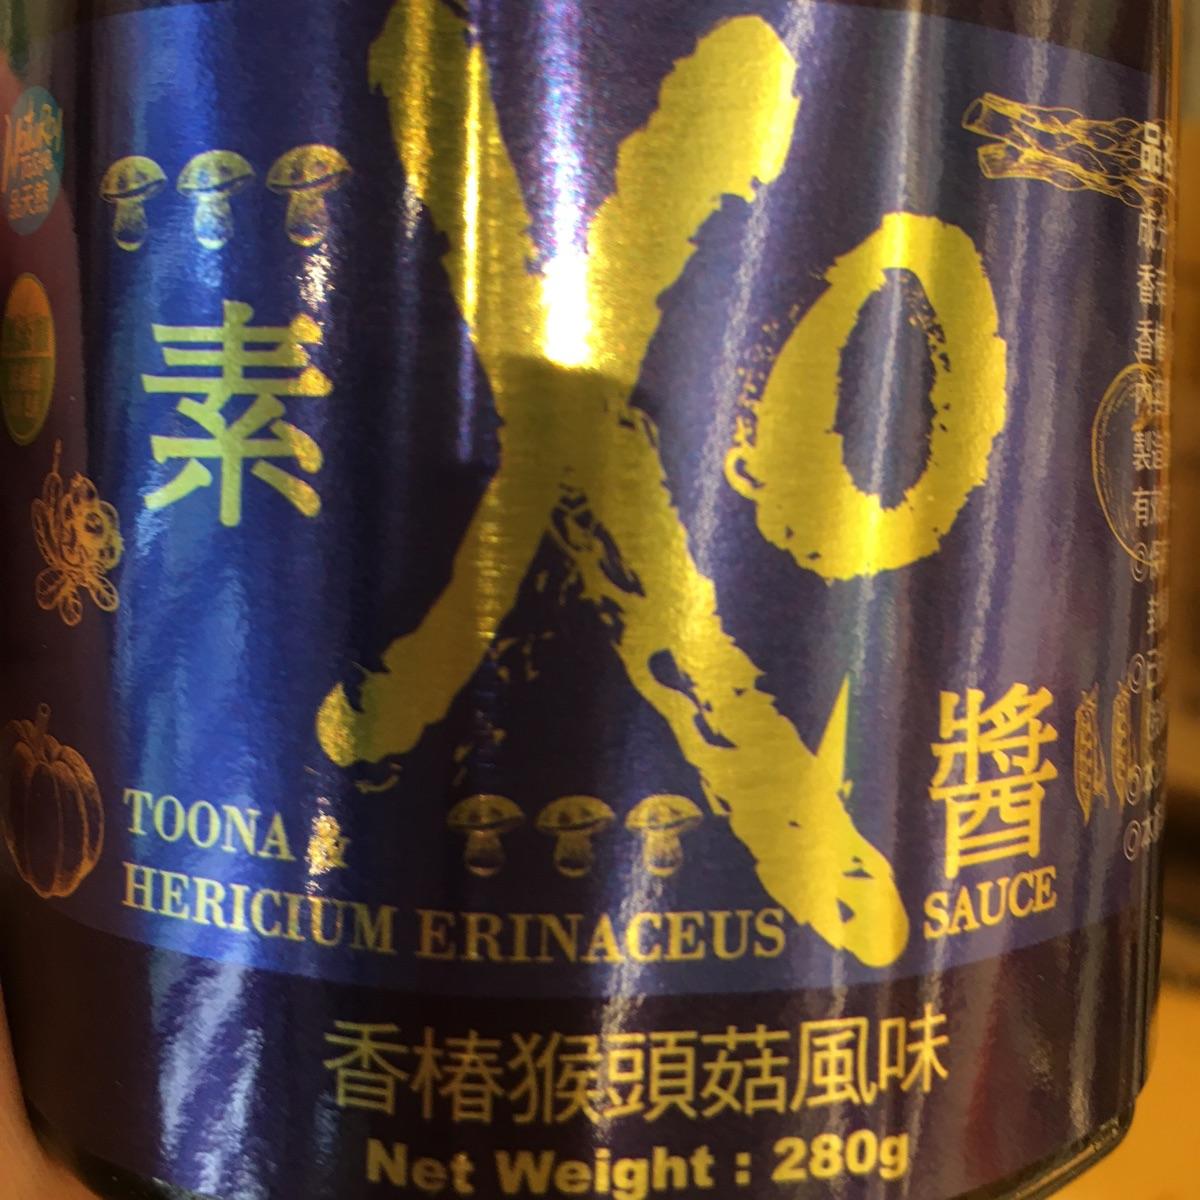 XO
素
醬
SAUCE
TOONA &
HERICIUM ERINACEUS
香椿猴頭菇風味
Net Weight : 280g